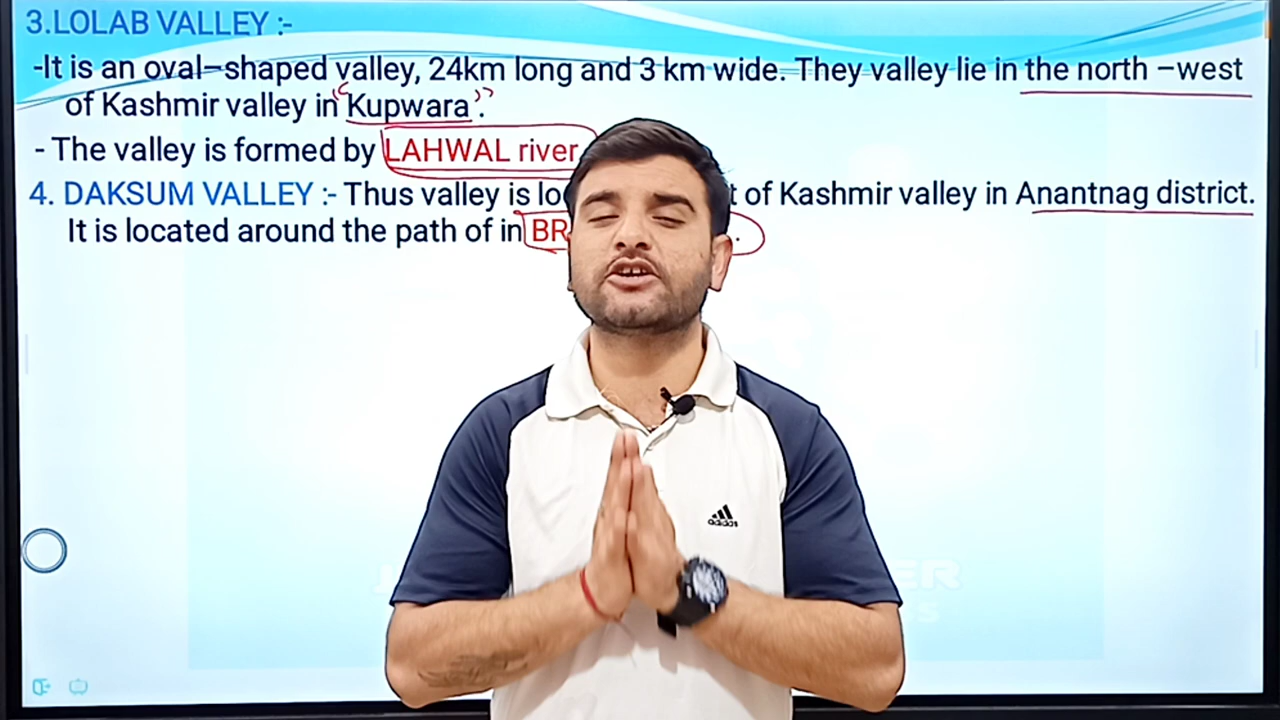 3.LOLAB VALLEY :-
-It is an oval–shaped valley, 24km long and 3 km wide. They valley lie in the north –west
of Kashmir valley in “Kupwara”.
- The valley is formed by LAHWAL river
4. DAKSUM VALLEY :- Thus valley is of Kashmir valley in Anantnag district.
It is located around the path of in
adidas